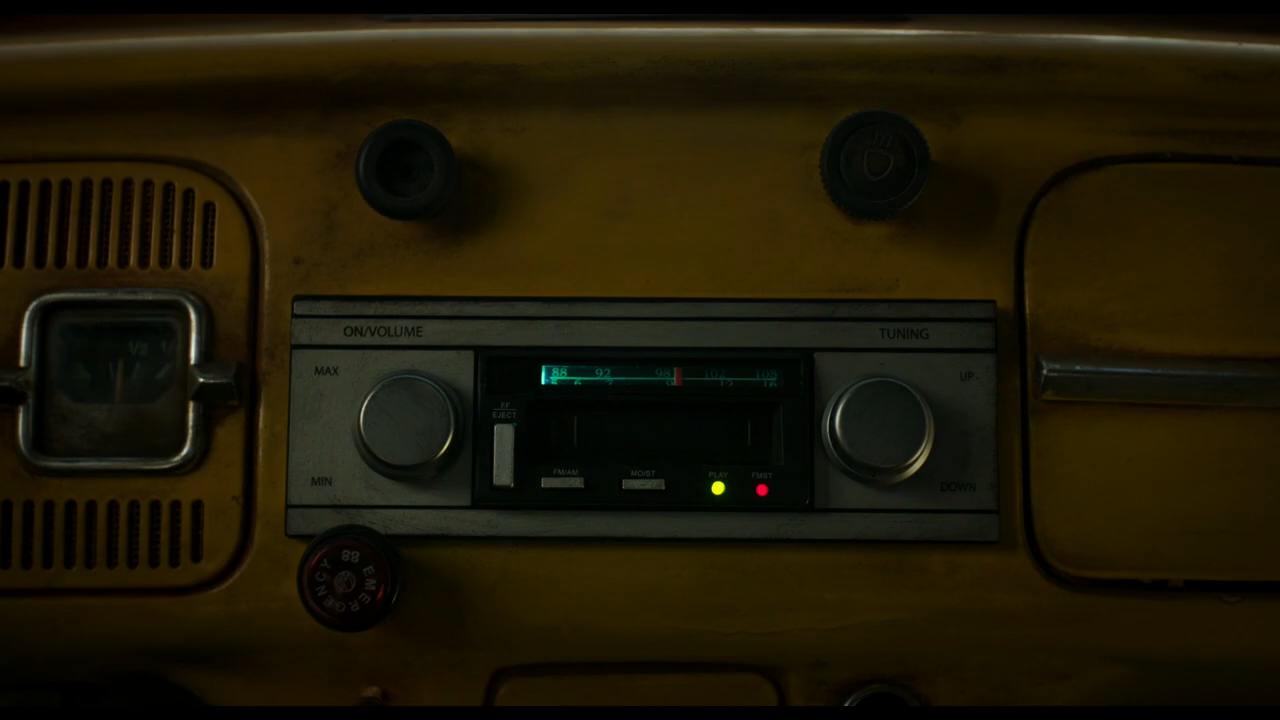 ON/VOLUME
TUNING
MAX
UP
88 92 98 102 108
FF
EJECT
FM/AM
MO/ST
PLAY
FMST
MIN
DOWN
EMERGENCY 88